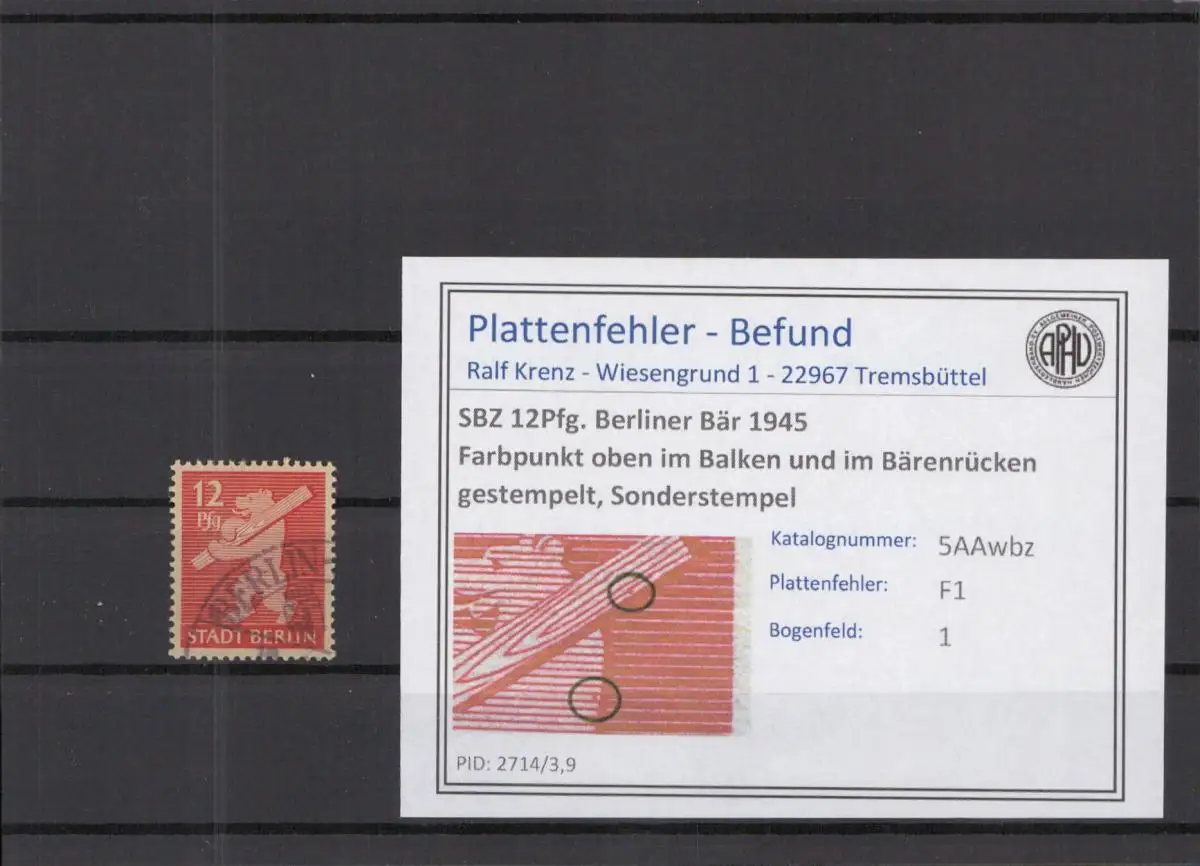 12
Pfg
BERLIN
STADT BERLIN
Plattenfehler - Befund
Ralf Krenz - Wiesengrund 1 - 22967 Tremsbüttel
APHV
SBZ 12Pfg. Berliner Bär 1945
Farbpunkt oben im Balken und im Bärenrücken
gestempelt, Sonderstempel
Katalognummer: 5AAwbz
Plattenfehler: F1
Bogenfeld: 1
PID: 2714/3,9